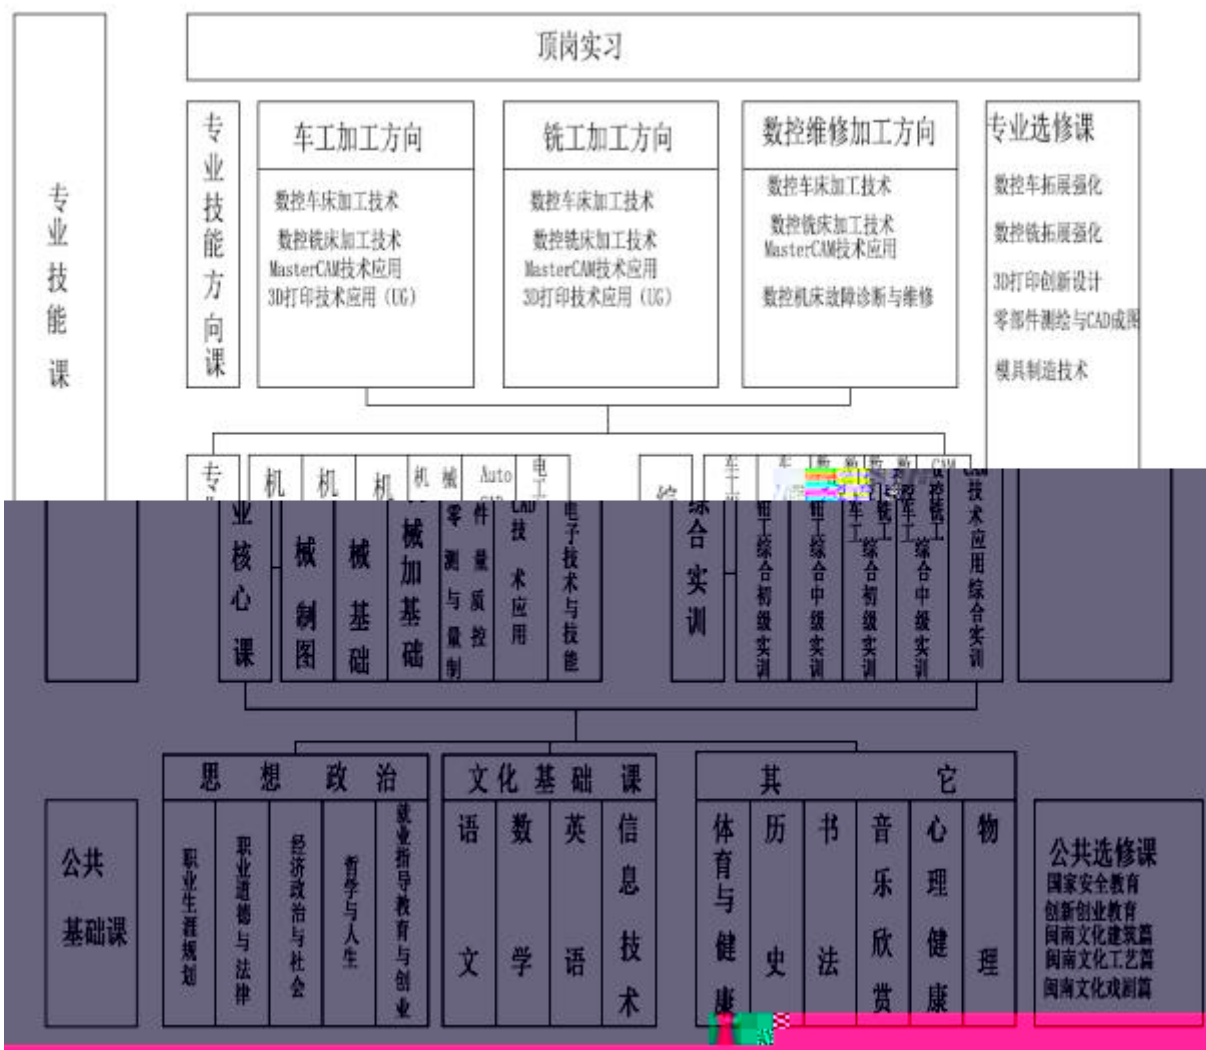 顶岗实习
专业技能课
专业技能方向课
车工加工方向
数控车床加工技术
数控铣床加工技术
MasterCAM技术应用
3D打印技术应用（UG）
铣工加工方向
数控车床加工技术
数控铣床加工技术
MasterCAM技术应用
3D打印技术应用（UG）
数控维修加工方向
数控车床加工技术
数控铣床加工技术
MasterCAM技术应用
数控机床故障诊断与维修
专业选修课
数控车拓展强化
数控铣拓展强化
3D打印创新设计
零部件测绘与CAD成图
模具制造技术
专业核心课
机械制图
机械基础
机械加基础
机械零件测量与质量控制
AutoCAD技术应用
电工电子技术与技能
综合实训
车工钳工综合初级实训
车工钳工综合中级实训
数控车工数控铣工综合初级实训
数控车工数控铣工综合中级实训
CAM技术应用综合实训
公共
基础课
思想政治
职业生涯规划
职业道德与法律
经济政治与社会
哲学与人生
就业指导教育与创业
文化基础课
语文
数学
英语
信息技术
其它
体育与健康
历史
书法
音乐欣赏
心理健康
物理
公共选修课
国家安全教育
创新创业教育
闽南文化建筑篇
闽南文化工艺篇
闽南文化戏剧篇